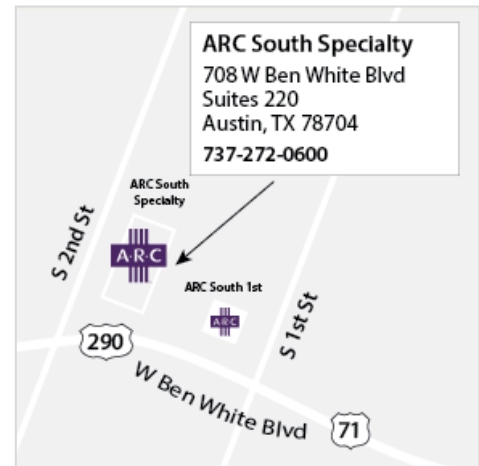 ARC South Specialty
708 W Ben White Blvd
Suites 220
Austin, TX 78704
737-272-0600
ARC South
Specialty
S 2nd St
A·R·C
ARC South 1st
A·R·C
S 1st St
290
W Ben White Blvd
71